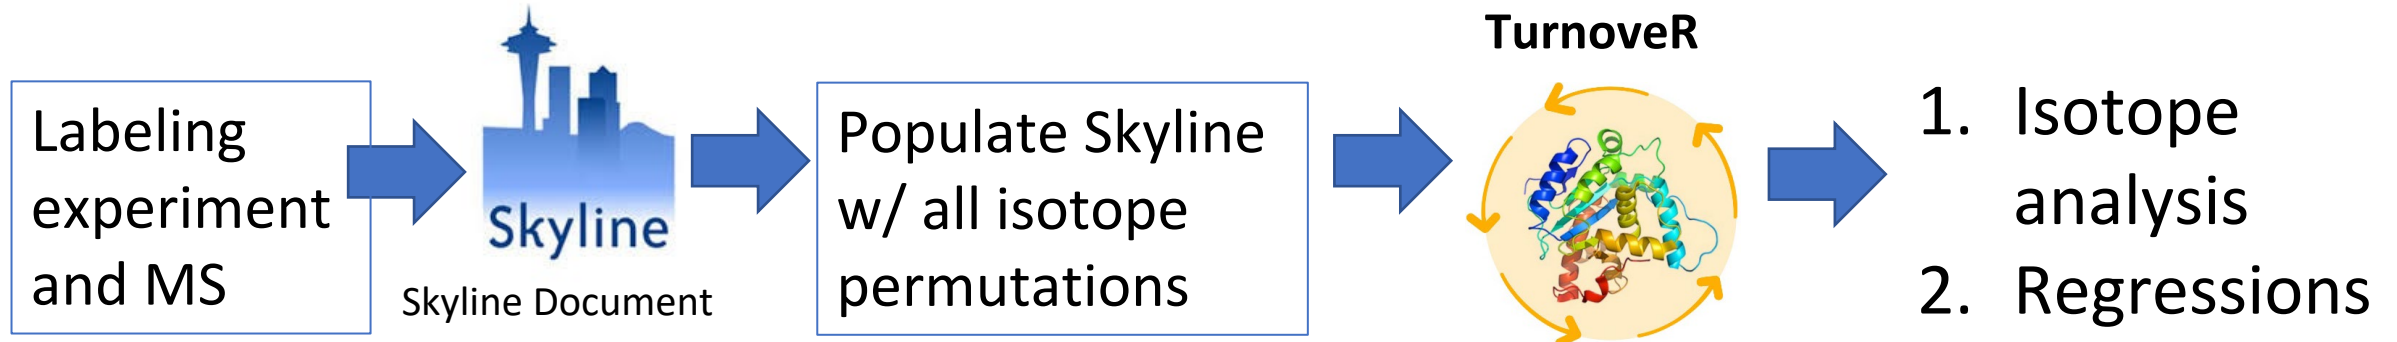 Labeling
experiment
and MS
Skyline
Skyline Document
Populate Skyline
w/ all isotope
permutations
TurnoveR
1. Isotope
analysis
2. Regressions